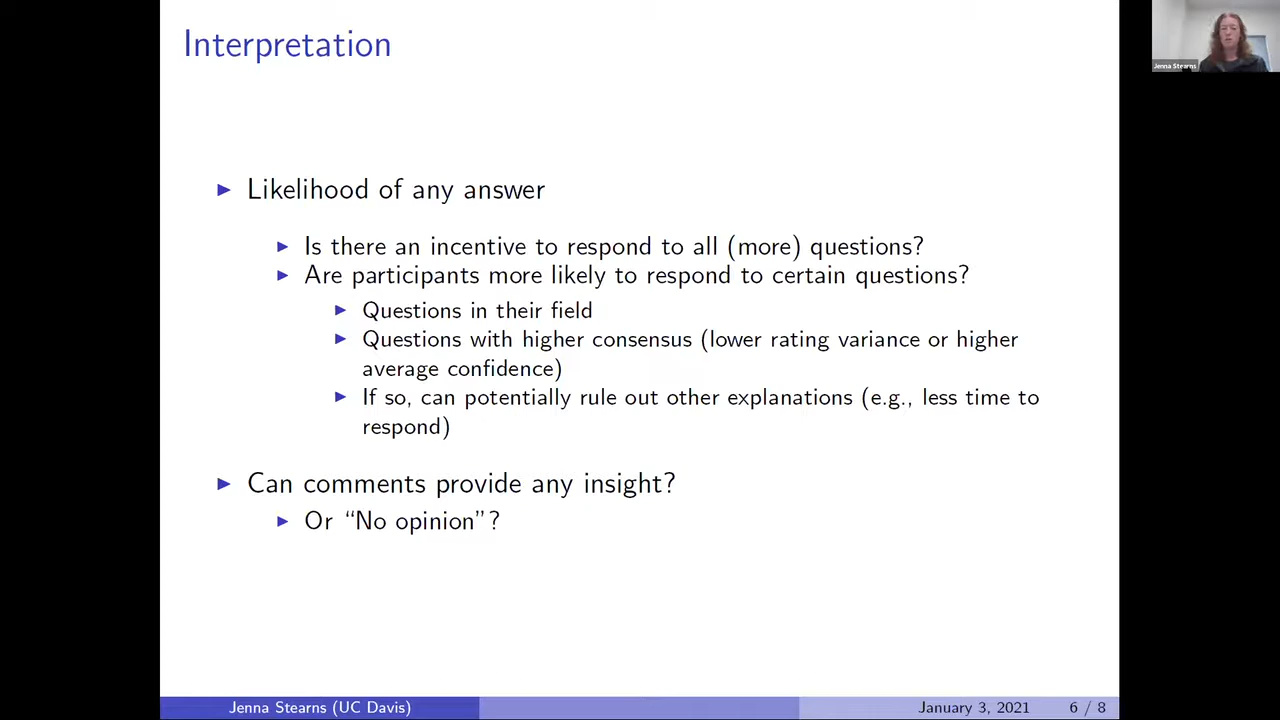 Interpretation
Jenna Stearns
Likelihood of any answer
Is there an incentive to respond to all (more) questions?
Are participants more likely to respond to certain questions?
Questions in their field
Questions with higher consensus (lower rating variance or higher
average confidence)
If so, can potentially rule out other explanations (e.g., less time to
respond)
Can comments provide any insight?
Or “No opinion”?
Jenna Stearns (UC Davis)
January 3, 2021
6 / 8